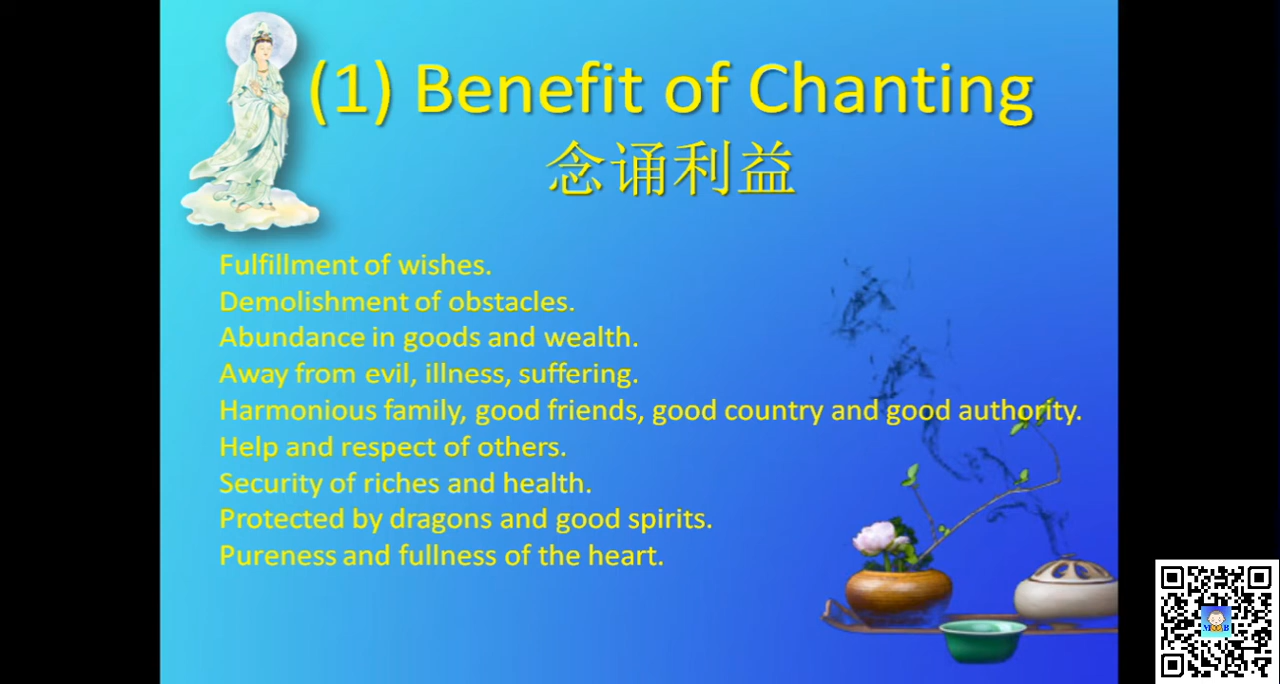 (1) Benefit of Chanting
念诵利益
Fulfillment of wishes.
Demolishment of obstacles.
Abundance in goods and wealth.
Away from evil, illness, suffering.
Harmonious family, good friends, good country and good authority.
Help and respect of others.
Security of riches and health.
Protected by dragons and good spirits.
Pureness and fullness of the heart.